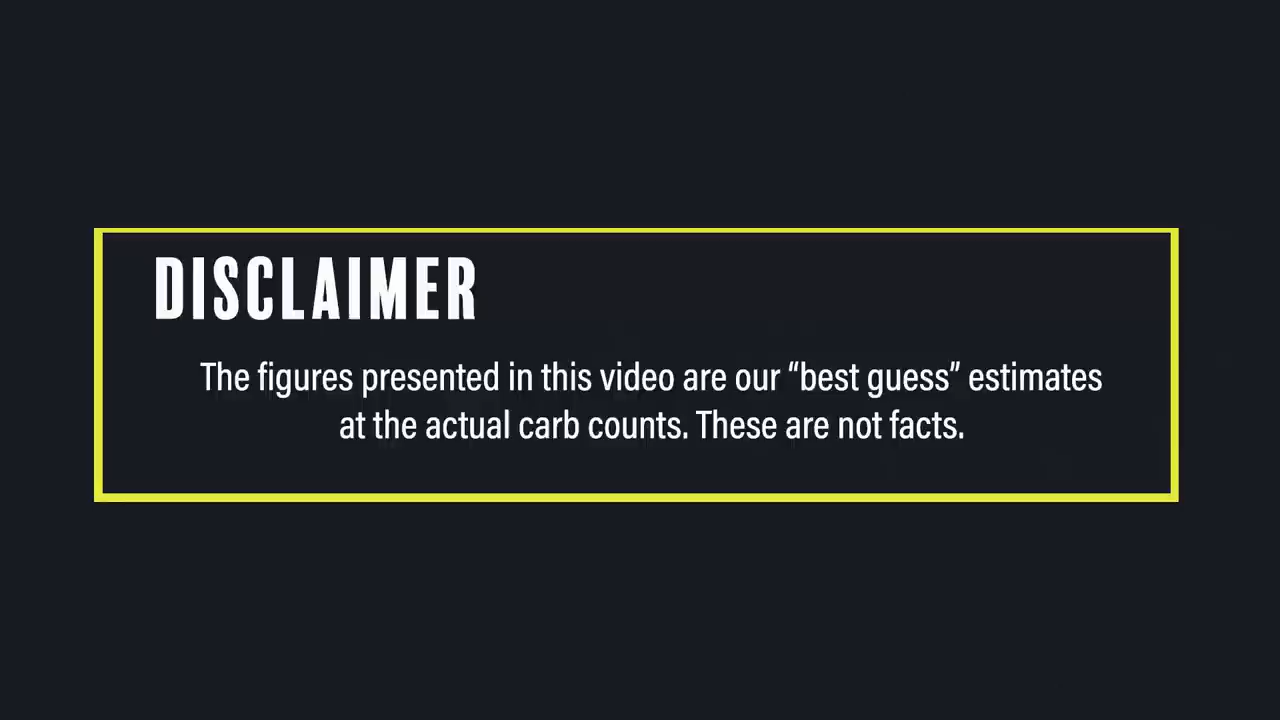 DISCLAIMER
The figures presented in this video are our “best guess” estimates
at the actual carb counts. These are not facts.